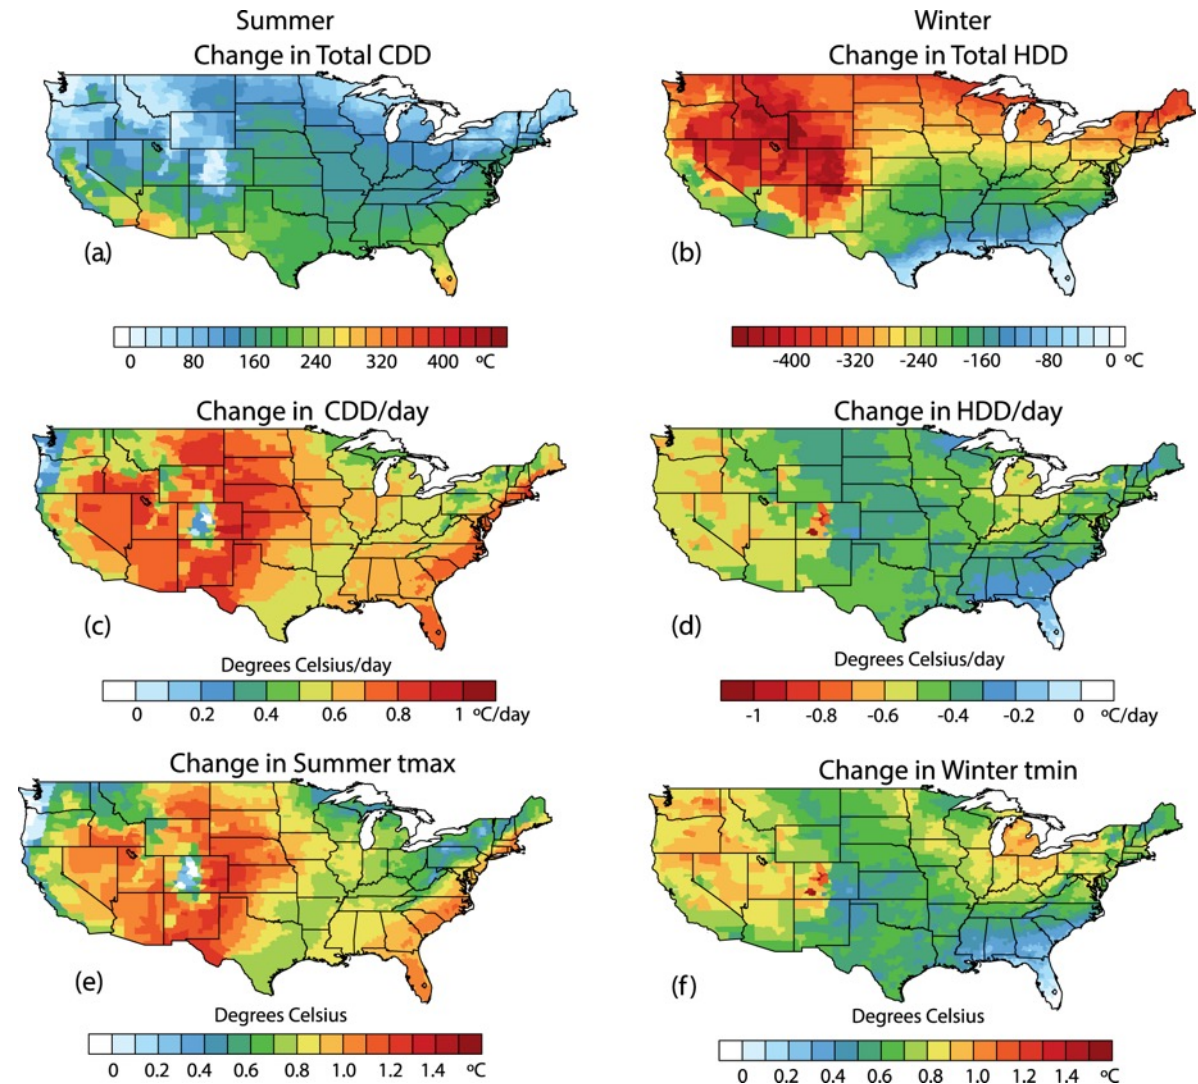 Summer
Change in Total CDD
Winter
Change in Total HDD
(a)
(b)
0 80 160 240 320 400 ºC
-400 -320 -240 -160 -80 0 ºC
Change in CDD/day
Change in HDD/day
(c)
(d)
Degrees Celsius/day
Degrees Celsius/day
0 0.2 0.4 0.6 0.8 1 ºC/day
-1 -0.8 -0.6 -0.4 -0.2 0 ºC/day
Change in Summer tmax
Change in Winter tmin
(e)
(f)
Degrees Celsius
Degrees Celsius
0 0.2 0.4 0.6 0.8 1.0 1.2 1.4 ºC
0 0.2 0.4 0.6 0.8 1.0 1.2 1.4 ºC